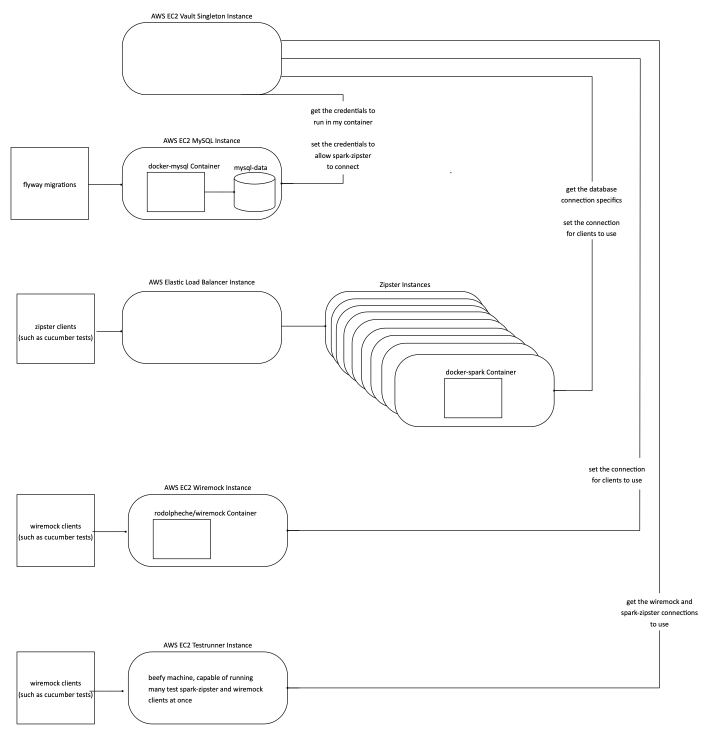 AWS EC2 Vault Singleton Instance
get the credentials to
run in my container
set the credentials to
allow spark-zipster
to connect
AWS EC2 MySQL Instance
docker-mysql Container
mysql-data
flyway migrations
get the database
connection specifics
set the connection
for clients to use
AWS Elastic Load Balancer Instance
Zipster Instances
zipster clients
(such as cucumber tests)
docker-spark Container
set the connection
for clients to use
AWS EC2 Wiremock Instance
rodolpheche/wiremock Container
wiremock clients
(such as cucumber tests)
get the wiremock and
spark-zipster connections
to use
AWS EC2 Testrunner Instance
wiremock clients
(such as cucumber tests)
beefy machine, capable of running
many test spark-zipster and wiremock
clients at once